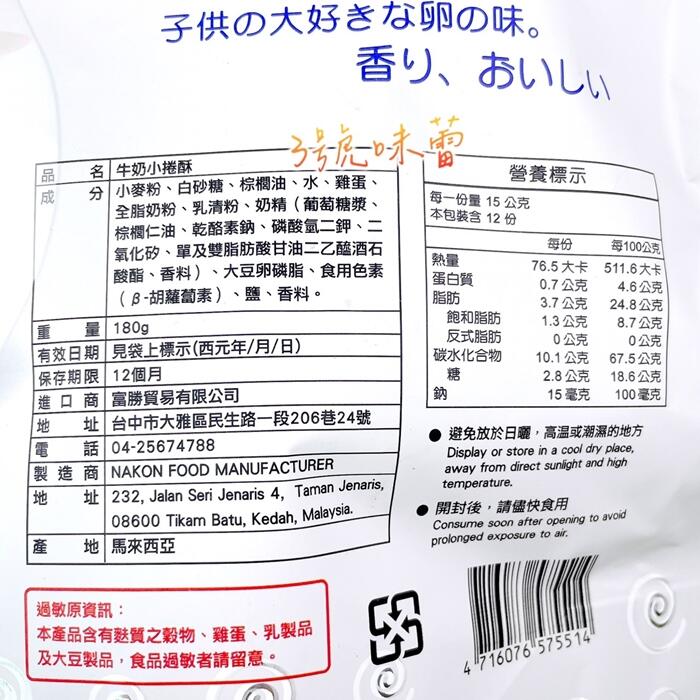 子供の大好きな卵の味。
香り、おいしい
3號味蕾
品 名 牛奶小捲酥
成 分 小麥粉、白砂糖、棕櫚油、水、雞蛋、
全脂奶粉、乳清粉、奶精（葡萄糖漿、
棕櫚仁油、乾酪素鈉、磷酸氫二鉀、二
氧化矽、單及雙脂肪酸甘油二乙醯酒石
酸酯、香料）、大豆卵磷脂、食用色素
（β-胡蘿蔔素）、鹽、香料。
重 量 180g
有效日期 見袋上標示(西元年/月/日)
保存期限 12個月
進口商 富勝貿易有限公司
地 址 台中市大雅區民生路一段206巷24號
電 話 04-25674788
製造商 NAKON FOOD MANUFACTURER
地 址 232, Jalan Seri Jenaris 4, Taman Jenaris,
08600 Tikam Batu, Kedah, Malaysia.
產 地 馬來西亞
過敏原資訊：
本產品含有麩質之穀物、雞蛋、乳製品
及大豆製品，食品過敏者請留意。
營養標示
每一份量 15 公克
本包裝含 12 份
每份 每100公克
熱量 76.5 大卡 511.6 大卡
蛋白質 0.7 公克 4.6 公克
脂肪 3.7 公克 24.8 公克
飽和脂肪 1.3 公克 8.7 公克
反式脂肪 0 公克 0 公克
碳水化合物 10.1 公克 67.5 公克
糖 2.8 公克 18.6 公克
鈉 15 毫克 100 毫克
● 避免放於日曬，高溫或潮濕的地方
Display or store in a cool dry place,
away from direct sunlight and high
temperature.
● 開封後，請儘快食用
Consume soon after opening to avoid
prolonged exposure to air.
4 716076 575514